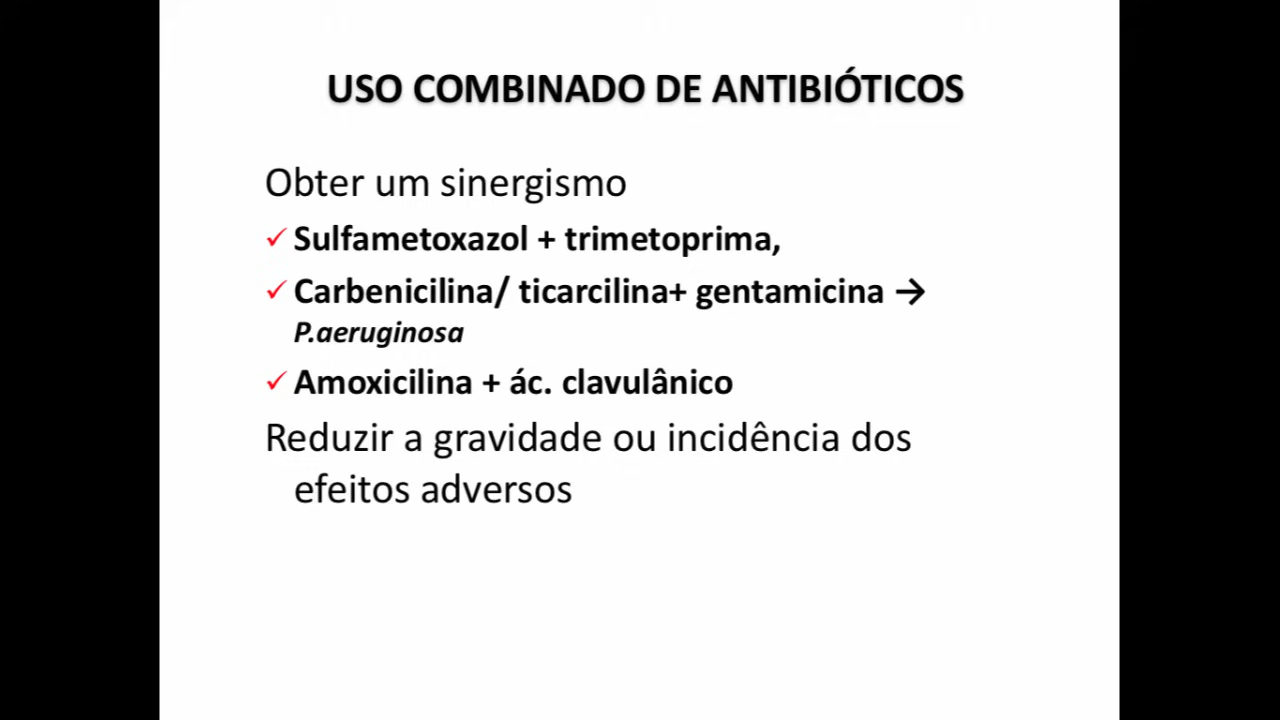 USO COMBINADO DE ANTIBIÓTICOS
Obter um sinergismo
✓ Sulfametoxazol + trimetoprima,
✓ Carbenicilina/ ticarcilina+ gentamicina →
P.aeruginosa
✓ Amoxicilina + ác. clavulânico
Reduzir a gravidade ou incidência dos
efeitos adversos